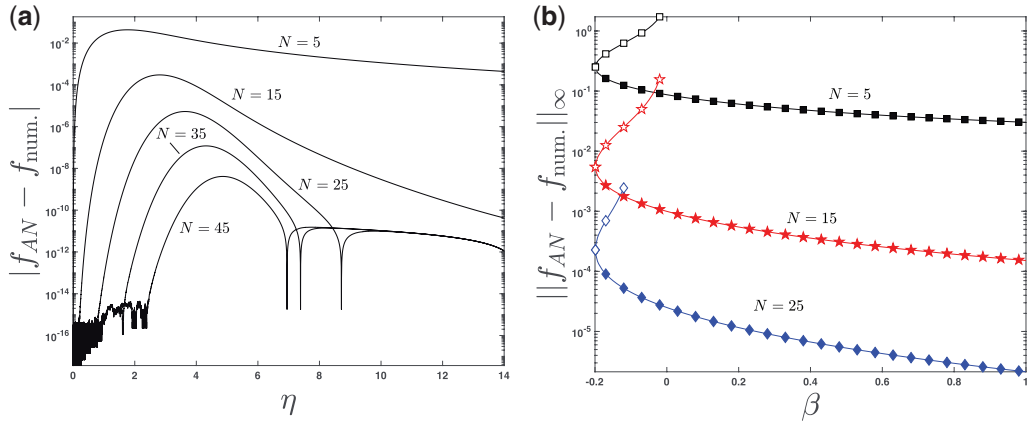 (a)
|f_AN − f_num.|
10^-2
10^-4
10^-6
10^-8
10^-10
10^-12
10^-14
10^-16
N = 5
N = 15
N = 35
N = 25
N = 45
0 2 4 6 8 10 12 14
η
(b)
||f_AN − f_num.||∞
10^0
10^-1
10^-2
10^-3
10^-4
10^-5
N = 5
N = 15
N = 25
-0.2 0 0.2 0.4 0.6 0.8 1
β